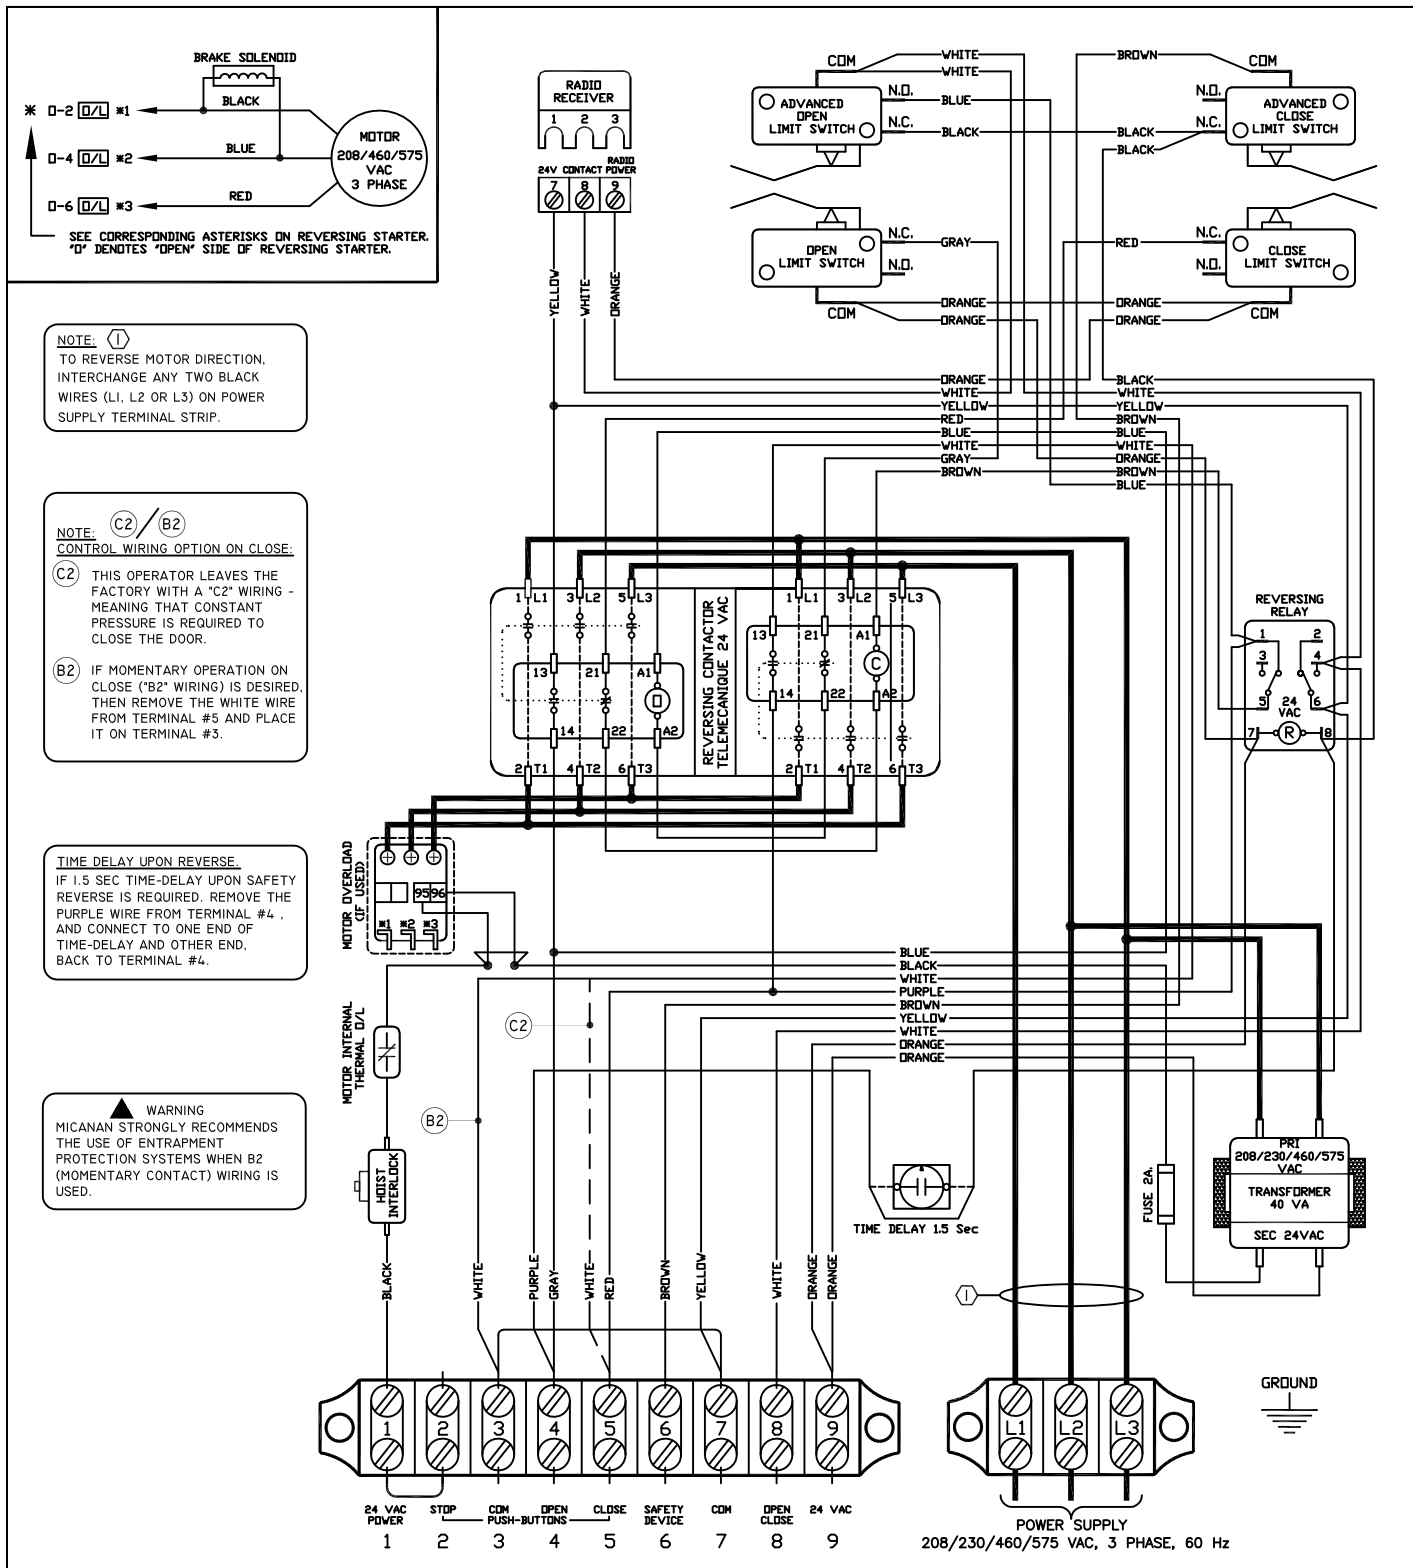 BRAKE SOLENOID
* O-2 O/L *1
BLACK
O-4 O/L *2
BLUE
O-6 O/L *3
RED
MOTOR
208/460/575
VAC
3 PHASE
SEE CORRESPONDING ASTERISKS ON REVERSING STARTER.
"O" DENOTES "OPEN" SIDE OF REVERSING STARTER.
RADIO
RECEIVER
1 2 3
24V CONTACT RADIO POWER
7 8 9
YELLOW
WHITE
ORANGE
COM
ADVANCED
OPEN
LIMIT SWITCH
N.O.
N.C.
WHITE
WHITE
BLUE
BLACK
BROWN
BLACK
BLACK
COM
N.O.
N.C.
ADVANCED
CLOSE
LIMIT SWITCH
OPEN
LIMIT SWITCH
N.C.
N.O.
COM
GRAY
ORANGE
ORANGE
RED
ORANGE
ORANGE
N.C.
N.O.
CLOSE
LIMIT SWITCH
COM
ORANGE BLACK
WHITE WHITE
YELLOW YELLOW
RED BROWN
BLUE BLUE
WHITE WHITE
GRAY ORANGE
BROWN BROWN
BLUE
NOTE: 1
TO REVERSE MOTOR DIRECTION,
INTERCHANGE ANY TWO BLACK
WIRES (L1, L2 OR L3) ON POWER
SUPPLY TERMINAL STRIP.
NOTE: C2 / B2
CONTROL WIRING OPTION ON CLOSE:
C2 THIS OPERATOR LEAVES THE
FACTORY WITH A "C2" WIRING -
MEANING THAT CONSTANT
PRESSURE IS REQUIRED TO
CLOSE THE DOOR.
B2 IF MOMENTARY OPERATION ON
CLOSE ("B2" WIRING) IS DESIRED,
THEN REMOVE THE WHITE WIRE
FROM TERMINAL #5 AND PLACE
IT ON TERMINAL #3.
TIME DELAY UPON REVERSE.
IF 1.5 SEC TIME-DELAY UPON SAFETY
REVERSE IS REQUIRED. REMOVE THE
PURPLE WIRE FROM TERMINAL #4 ,
AND CONNECT TO ONE END OF
TIME-DELAY AND OTHER END,
BACK TO TERMINAL #4.
WARNING
MICANAN STRONGLY RECOMMENDS
THE USE OF ENTRAPMENT
PROTECTION SYSTEMS WHEN B2
(MOMENTARY CONTACT) WIRING IS
USED.
1 L1 3 L2 5 L3
13 21 A1
O
14 22 A2
2 T1 4 T2 6 T3
REVERSING CONTACTOR
TELEMECANIQUE 24 VAC
1 L1 3 L2 5 L3
13 21 A1
C
14 22 A2
2 T1 4 T2 6 T3
REVERSING
RELAY
1 2
3 4
5 24 6
VAC
7 R 8
MOTOR OVERLOAD
(IF USED)
95 96
*1 *2 *3
BLUE
BLACK
WHITE
PURPLE
BROWN
YELLOW
WHITE
ORANGE
ORANGE
C2
B2
MOTOR INTERNAL
THERMAL O/L
HOIST
INTERLOCK
TIME DELAY 1.5 Sec
FUSE 2A.
PRI
208/230/460/575
VAC
TRANSFORMER
40 VA
SEC 24VAC
1
BLACK
WHITE
PURPLE
GRAY
WHITE
RED
BROWN
YELLOW
WHITE
ORANGE
ORANGE
1 2 3 4 5 6 7 8 9
L1 L2 L3
GROUND
24 VAC
POWER
STOP
COM
OPEN
CLOSE
PUSH-BUTTONS
SAFETY
DEVICE
COM
OPEN
CLOSE
24 VAC
1 2 3 4 5 6 7 8 9
POWER SUPPLY
208/230/460/575 VAC, 3 PHASE, 60 Hz